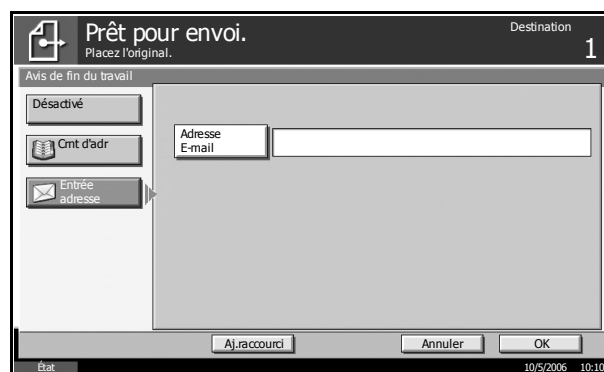 Prêt pour envoi.
Placez l'original.
Destination
1
Avis de fin du travail
Désactivé
Cmt d'adr
Entrée
adresse
Adresse
E-mail
Aj.raccourci
Annuler
OK
État
10/5/2006 10:10